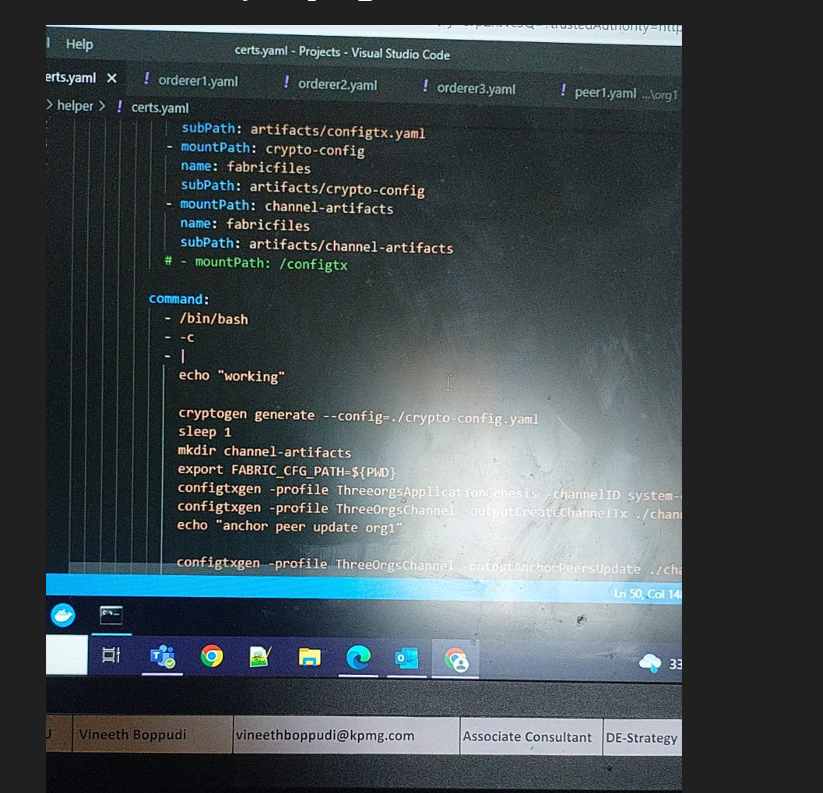 Help
certs.yaml - Projects - Visual Studio Code
erts.yaml × ! orderer1.yaml ! orderer2.yaml ! orderer3.yaml ! peer1.yaml ...\org1
> helper > ! certs.yaml
subPath: artifacts/configtx.yaml
- mountPath: crypto-config
name: fabricfiles
subPath: artifacts/crypto-config
- mountPath: channel-artifacts
name: fabricfiles
subPath: artifacts/channel-artifacts
# - mountPath: /configtx
command:
- /bin/bash
- -c
- |
echo "working"
cryptogen generate --config=./crypto-config.yaml
sleep 1
mkdir channel-artifacts
export FABRIC_CFG_PATH=${PWD}
configtxgen -profile ThreeorgsApplicationGenesis -channelID system-
configtxgen -profile ThreeOrgsChannel -outputCreateChannelTx ./chan
echo "anchor peer update org1"
configtxgen -profile ThreeOrgsChannel -outputAnchorPeersUpdate ./cha
Ln 50, Col 14
33
Vineeth Boppudi vineethboppudi@kpmg.com Associate Consultant DE-Strategy